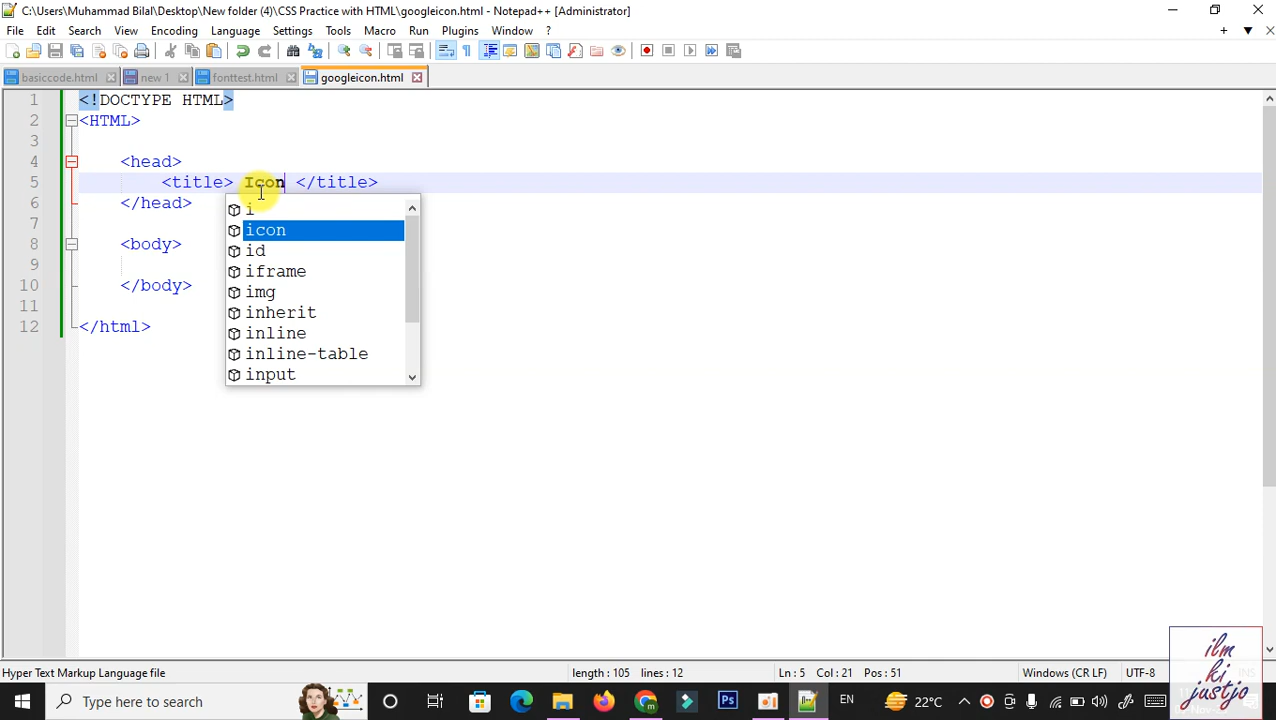 C:\Users\Muhammad Bilal\Desktop\New folder (4)\CSS Practice with HTML\googleicon.html - Notepad++ [Administrator]
File Edit Search View Encoding Language Settings Tools Macro Run Plugins Window ?
basiccode.html new 1 fonttest.html googleicon.html
1 <!DOCTYPE HTML>
2 <HTML>
3
4 <head>
5 <title> Icon </title>
6 </head>
7
8 <body>
9
10 </body>
11
12 </html>
i
icon
id
iframe
img
inherit
inline
inline-table
input
Hyper Text Markup Language file length : 105 lines : 12 Ln : 5 Col : 21 Pos : 51 Windows (CR LF) UTF-8 INS
Type here to search EN 22°C
ilm
ki
justjo